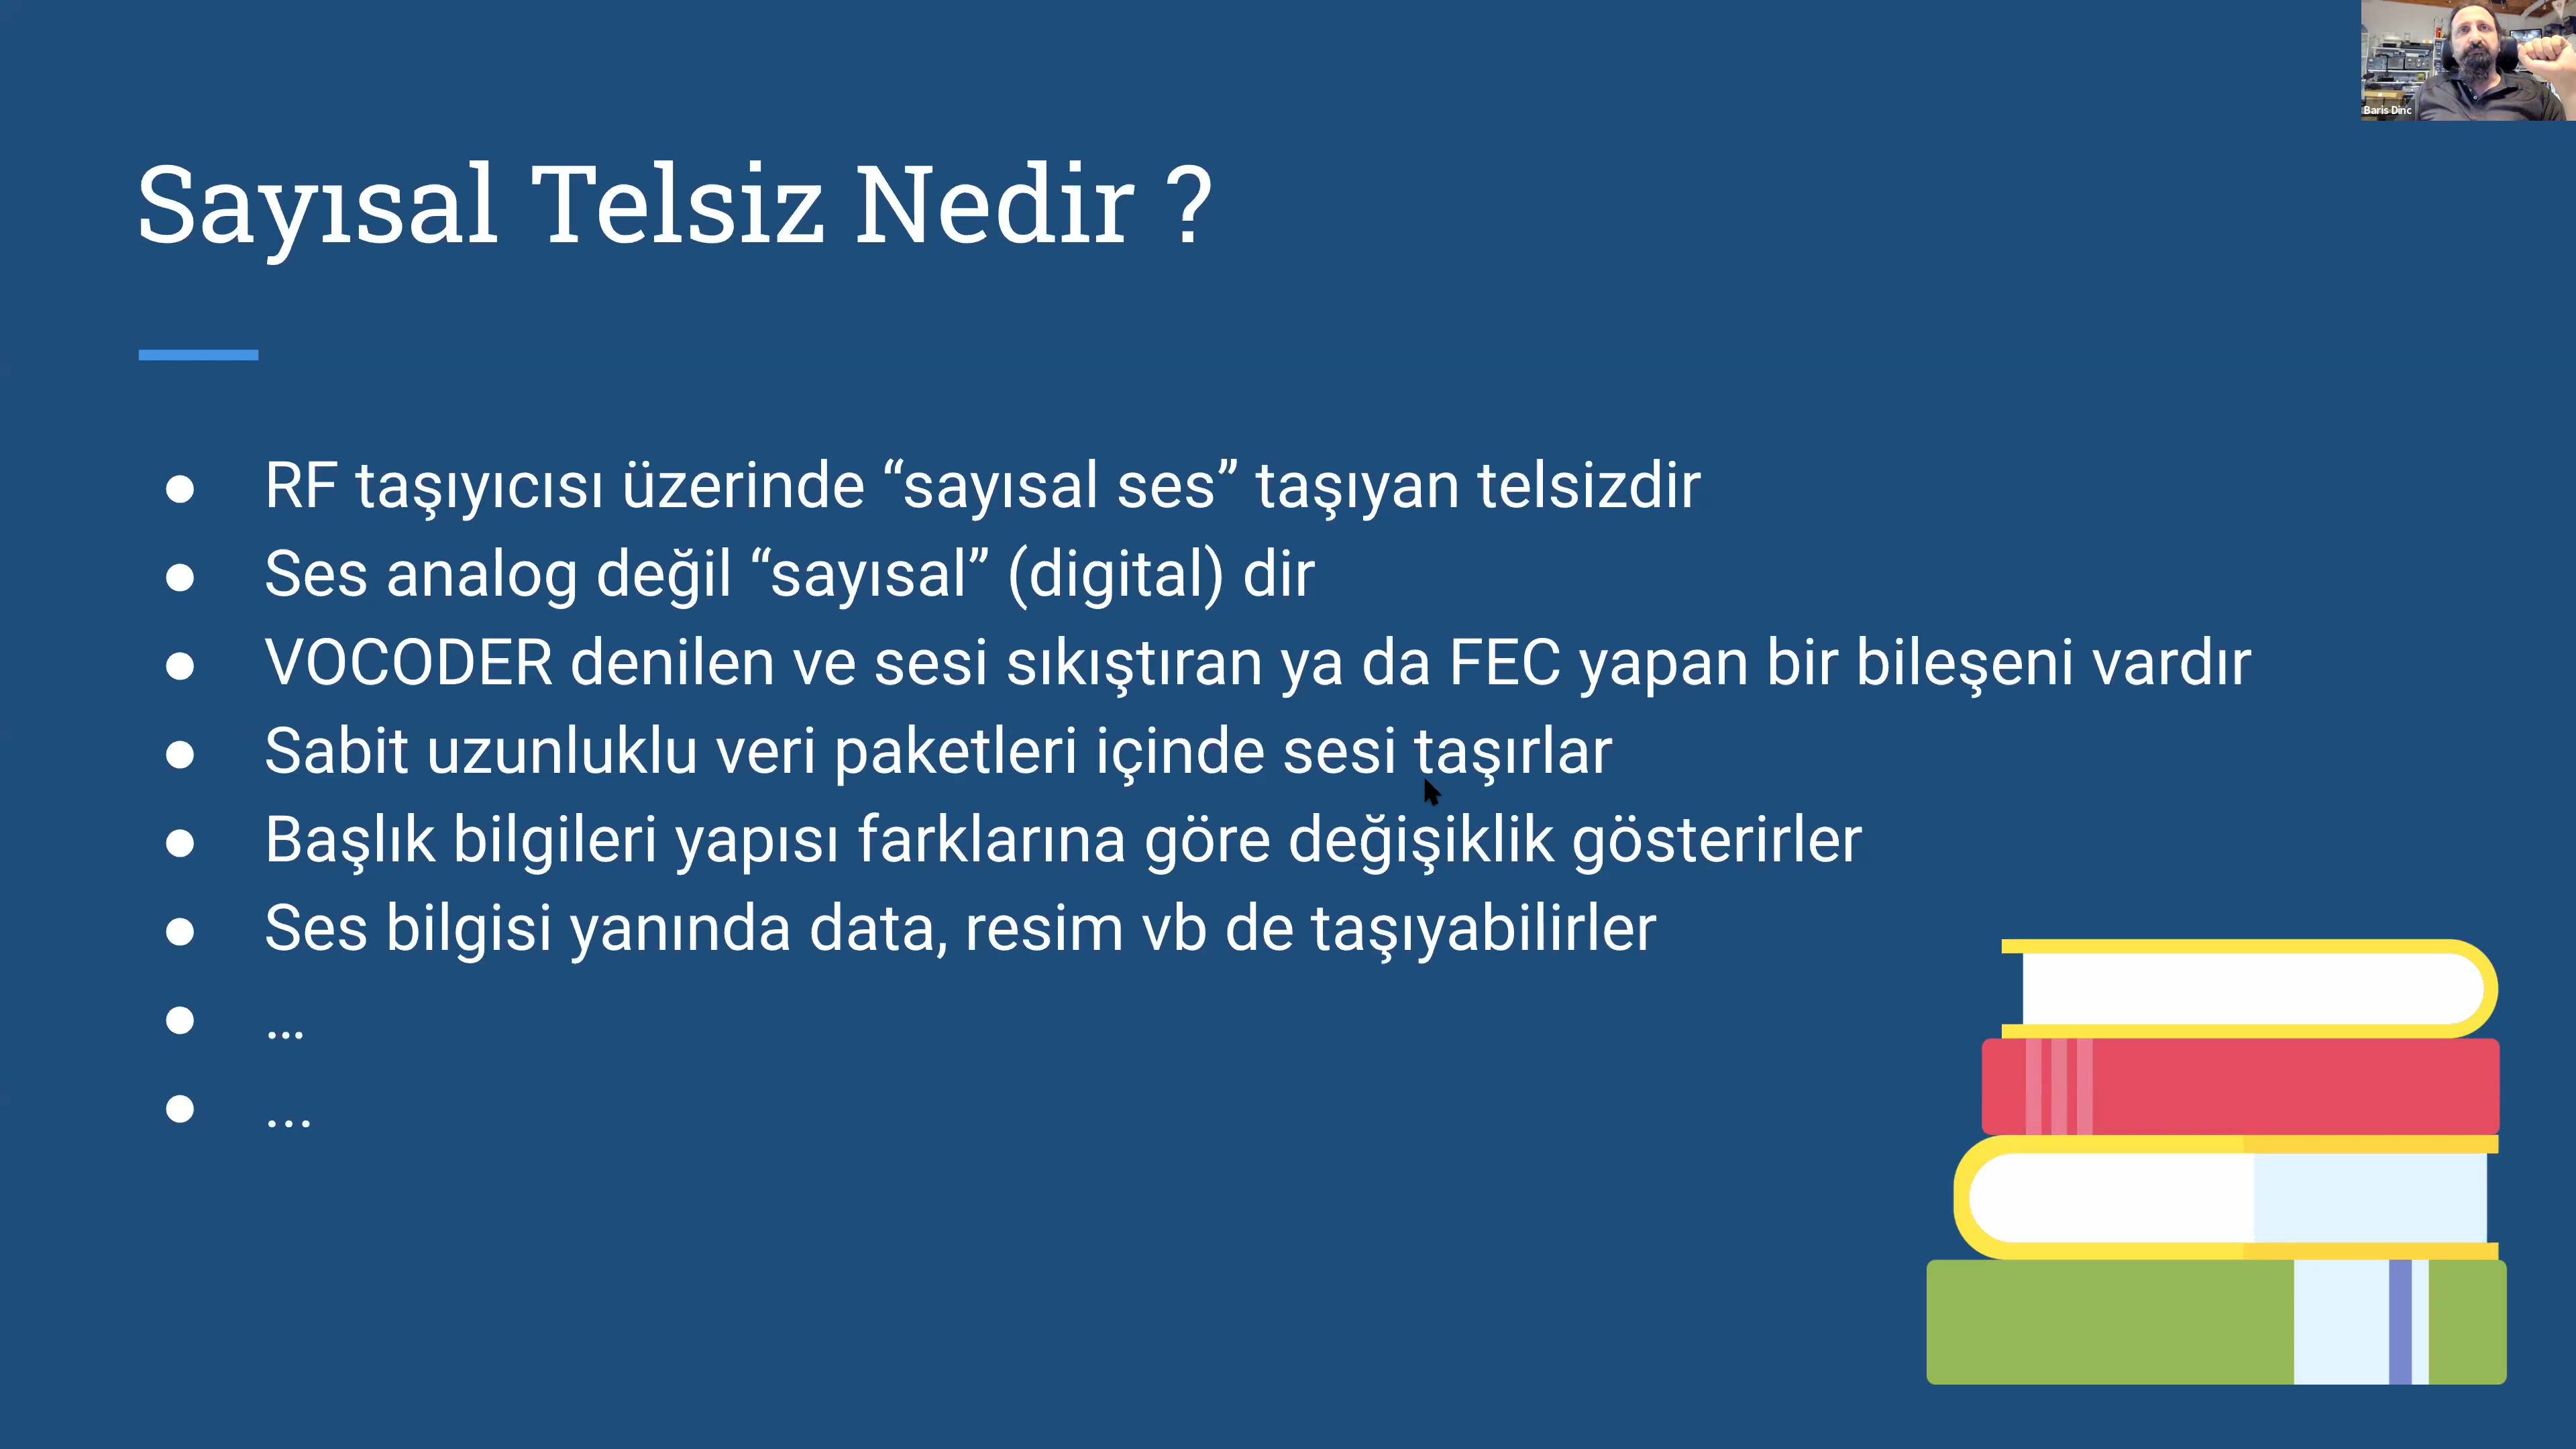 Baris Dinc
Sayısal Telsiz Nedir ?
● RF taşıyıcısı üzerinde “sayısal ses” taşıyan telsizdir
● Ses analog değil “sayısal” (digital) dir
● VOCODER denilen ve sesi sıkıştıran ya da FEC yapan bir bileşeni vardır
● Sabit uzunluklu veri paketleri içinde sesi taşırlar
● Başlık bilgileri yapısı farklarına göre değişiklik gösterirler
● Ses bilgisi yanında data, resim vb de taşıyabilirler
● …
● ...